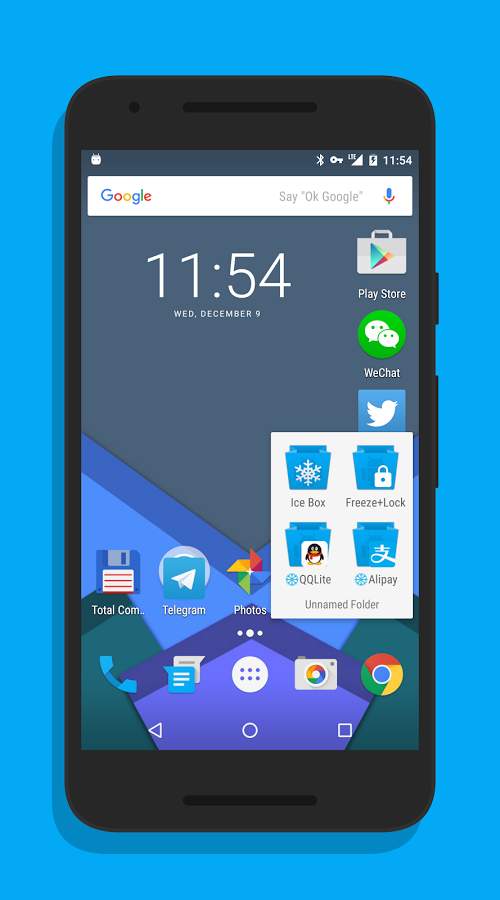 LTE 11:54
Google Say "Ok Google"
11:54
WED, DECEMBER 9
Play Store
WeChat
Ice Box Freeze+Lock
QQLite Alipay
Unnamed Folder
Total Com.. Telegram Photos